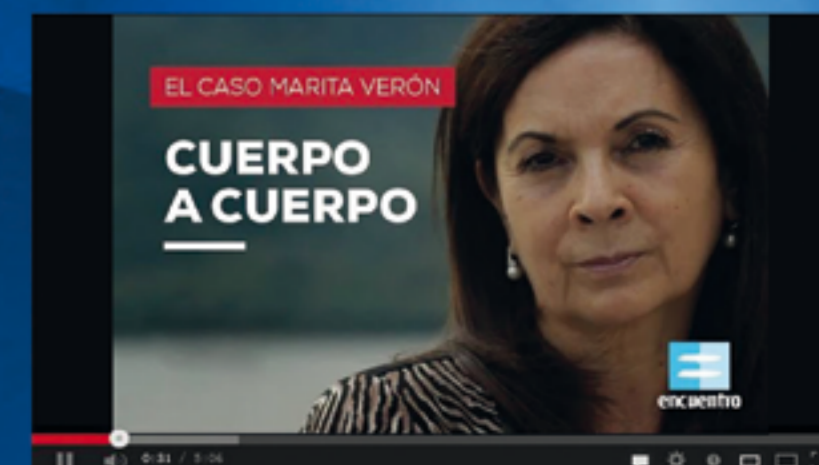 EL CASO MARITA VERÓN
CUERPO
A CUERPO
encuentro
0:31 / 5:06